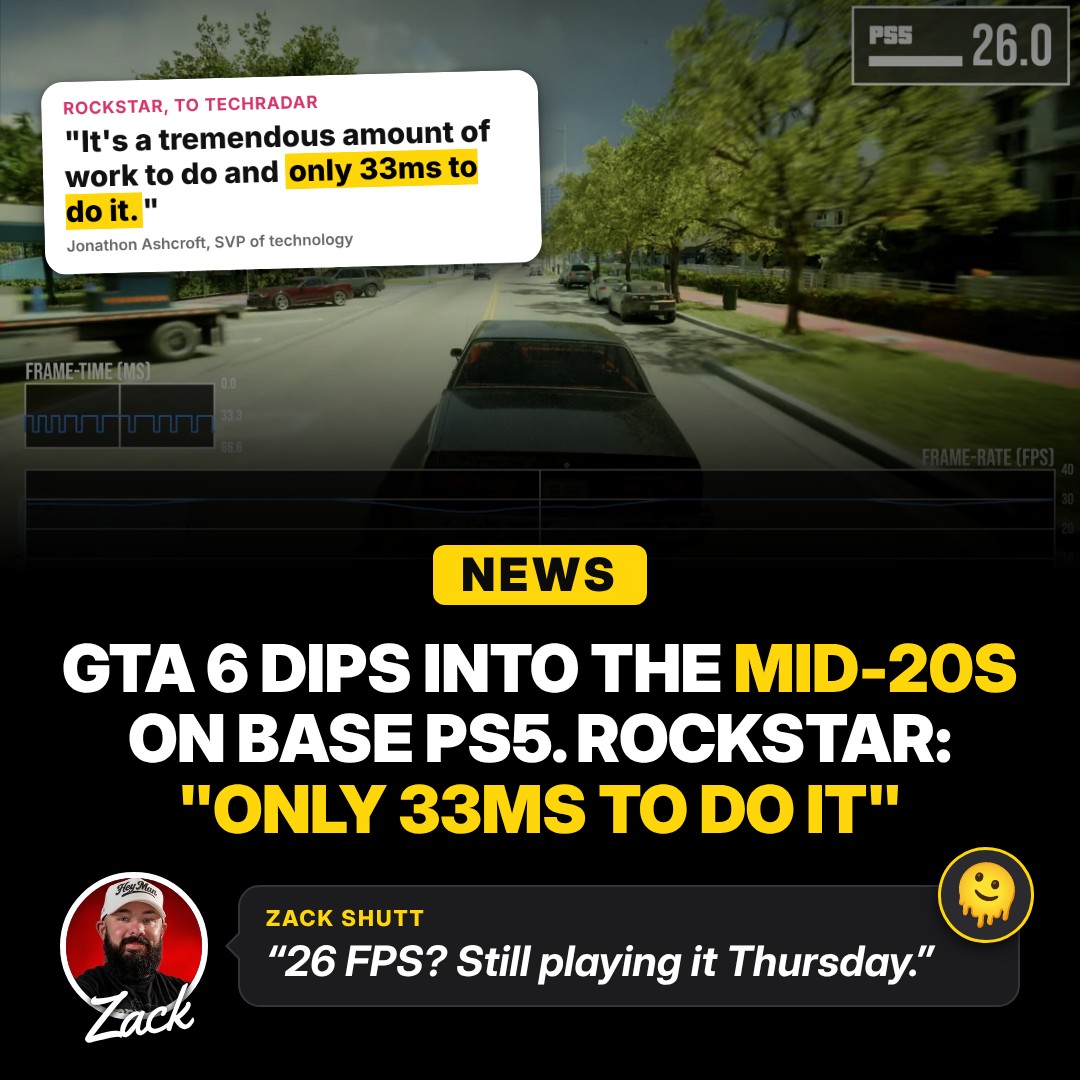 PS5 26.0
ROCKSTAR, TO TECHRADAR
"It's a tremendous amount of
work to do and only 33ms to
do it."
Jonathon Ashcroft, SVP of technology
FRAME-TIME (MS)
0.0
33.3
66.6
FRAME-RATE (FPS)
40
30
20
10
NEWS
GTA 6 DIPS INTO THE MID-20S
ON BASE PS5. ROCKSTAR:
"ONLY 33MS TO DO IT"
Hey Man
ZACK SHUTT
“26 FPS? Still playing it Thursday.”
Zack